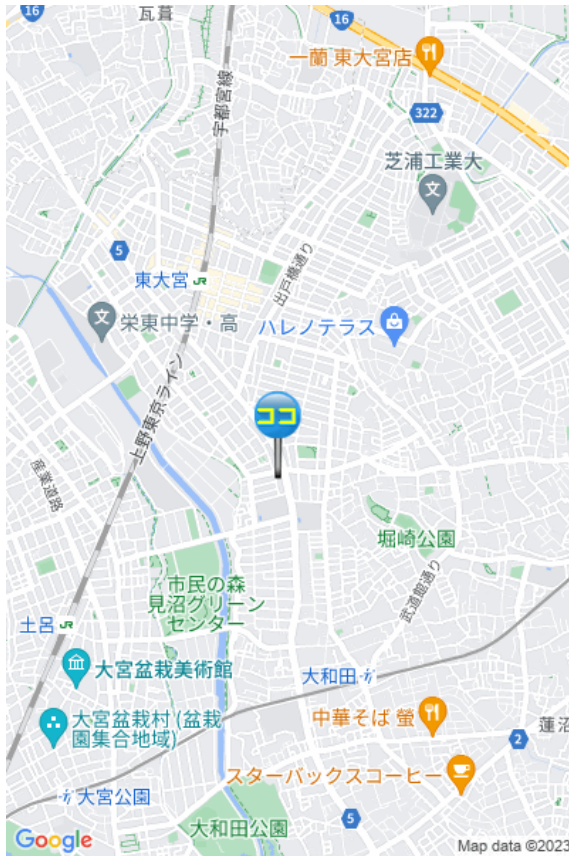 16
瓦葺
16
一蘭 東大宮店
宇都宮線
322
芝浦工業大
文
5
出戸橋通り
東大宮 JR
文
栄東中学・高
ハレノテラス
上野東京ライン
ココ
産業道路
堀崎公園
武道館通り
市民の森
見沼グリーン
センター
土呂 JR
大宮盆栽美術館
大和田
大宮盆栽村 (盆栽
園集合地域)
中華そば 螢
蓮沼
2
スターバックスコーヒー
大宮公園
5
大和田公園
Google
Map data ©2023